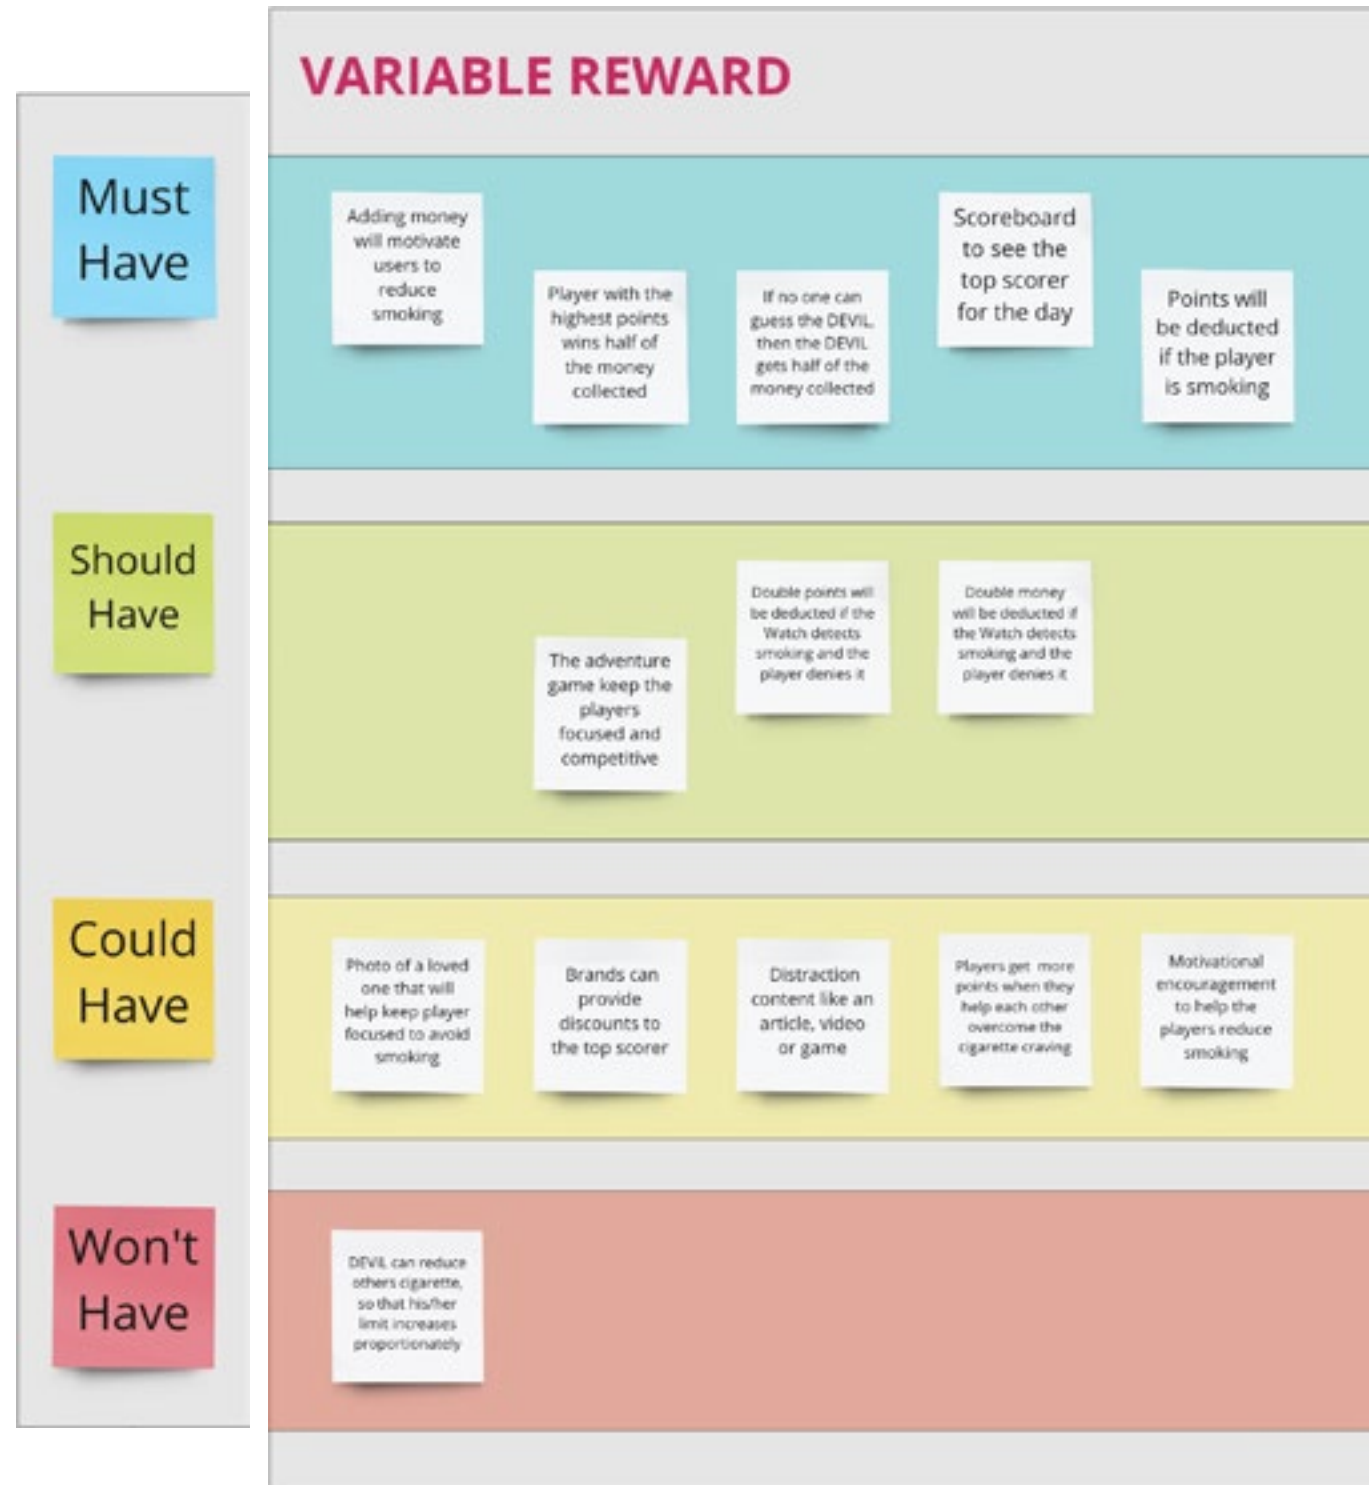 VARIABLE REWARD
Must
Have
Adding money
will motivate
users to
reduce
smoking
Player with the
highest points
wins half of
the money
collected
If no one can
guess the DEVIL,
then the DEVIL
gets half of the
money collected
Scoreboard
to see the
top scorer
for the day
Points will
be deducted
if the player
is smoking
Should
Have
The adventure
game keep the
players
focused and
competitive
Double points will
be deducted if the
Watch detects
smoking and the
player denies it
Double money
will be deducted if
the Watch detects
smoking and the
player denies it
Could
Have
Photo of a loved
one that will
help keep player
focused to avoid
smoking
Brands can
provide
discounts to
the top scorer
Distraction
content like an
article, video
or game
Players get more
points when they
help each other
overcome the
cigarette craving
Motivational
encouragement
to help the
players reduce
smoking
Won't
Have
DEVIL can reduce
others cigarette,
so that his/her
limit increases
proportionately